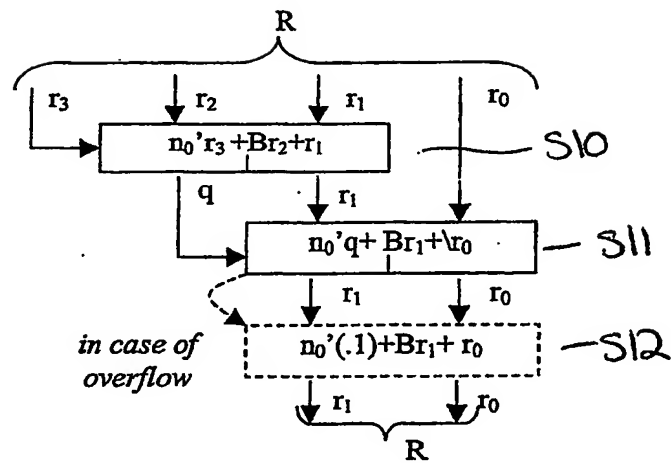 R
r₃ r₂ r₁ r₀
n₀'r₃ +Br₂+r₁
S10
q r₁
n₀'q+ Br₁+\r₀
S11
r₁ r₀
in case of
overflow
n₀'(.1)+Br₁+ r₀
S12
r₁ r₀
R